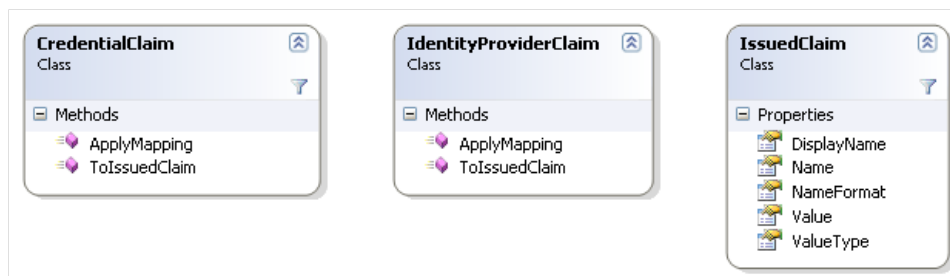 CredentialClaim
Class
Methods
ApplyMapping
ToIssuedClaim
IdentityProviderClaim
Class
Methods
ApplyMapping
ToIssuedClaim
IssuedClaim
Class
Properties
DisplayName
Name
NameFormat
Value
ValueType